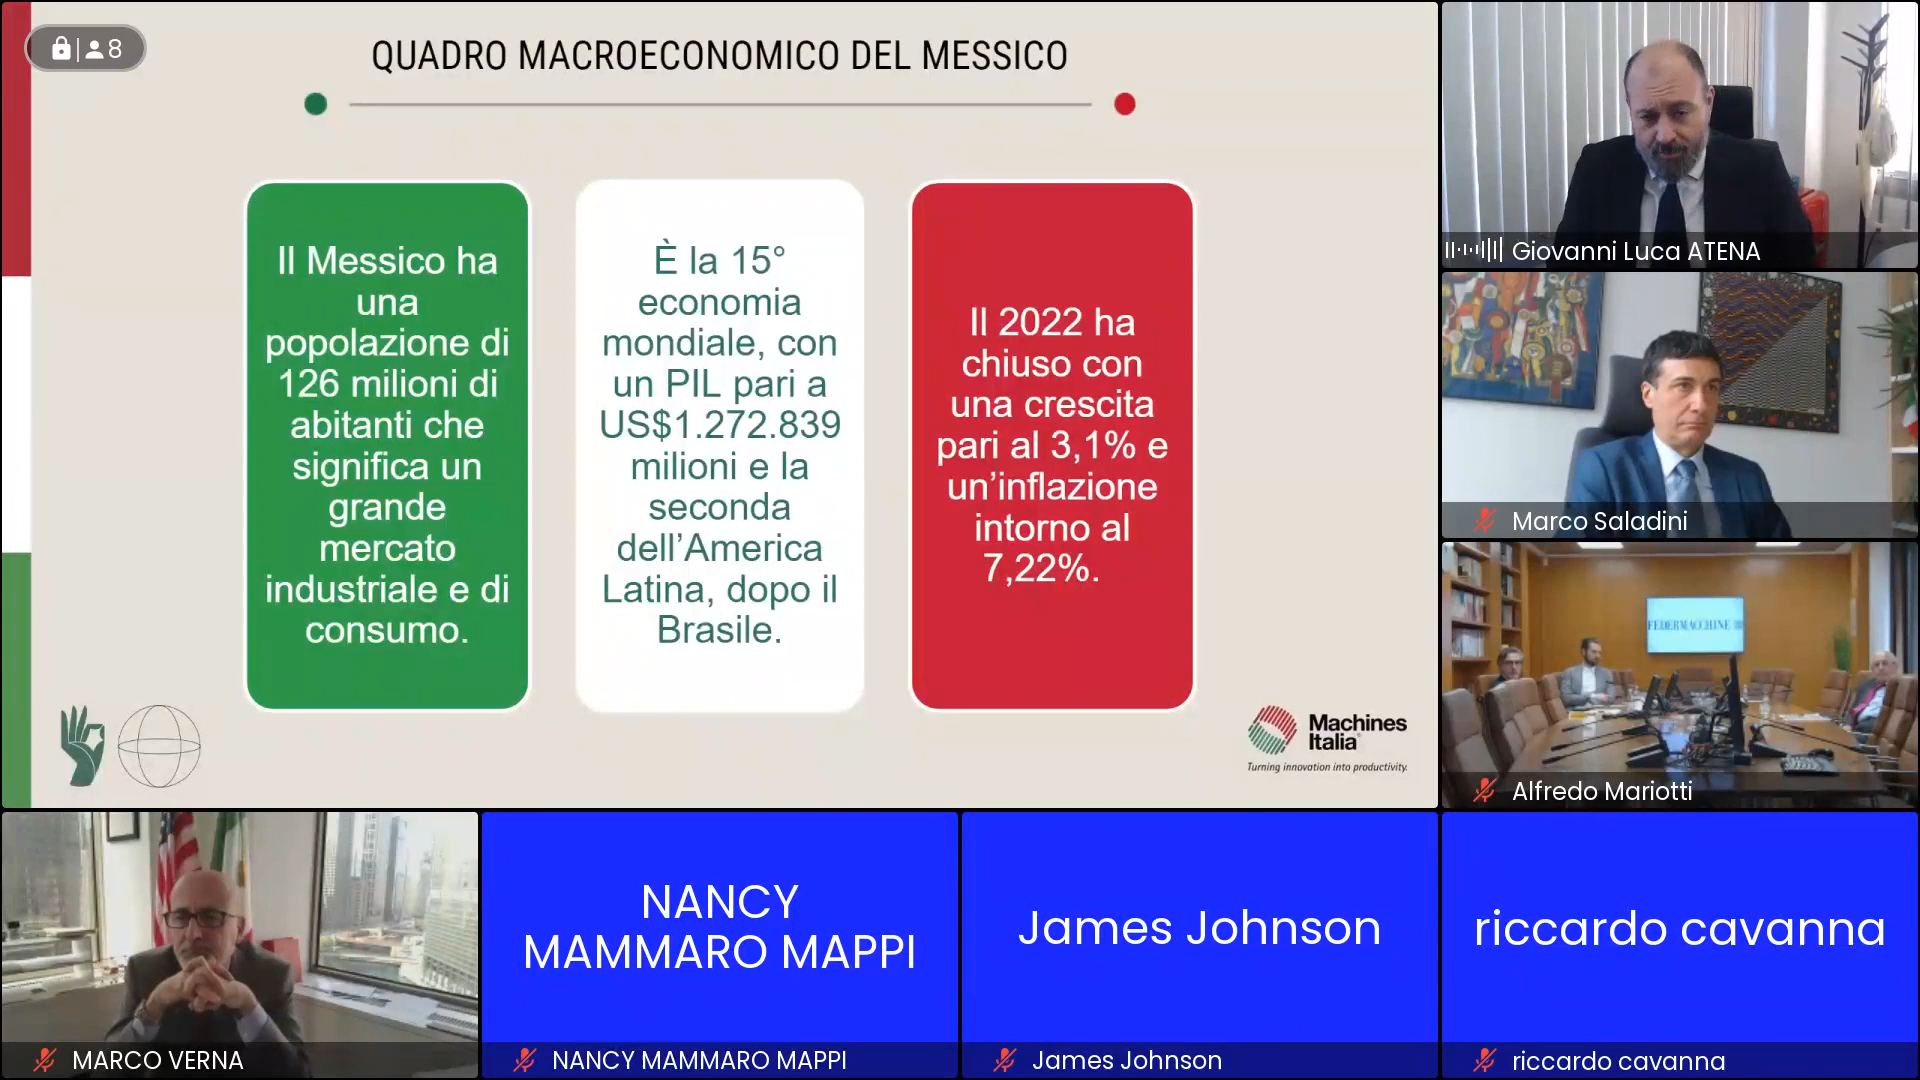 8
QUADRO MACROECONOMICO DEL MESSICO
Il Messico ha
una
popolazione di
126 milioni di
abitanti che
significa un
grande
mercato
industriale e di
consumo.
È la 15°
economia
mondiale, con
un PIL pari a
US$1.272.839
milioni e la
seconda
dell’America
Latina, dopo il
Brasile.
Il 2022 ha
chiuso con
una crescita
pari al 3,1% e
un’inflazione
intorno al
7,22%.
Machines
Italia
Turning innovation into productivity.
Giovanni Luca ATENA
Marco Saladini
FEDERMACCHINE
Alfredo Mariotti
MARCO VERNA
NANCY
MAMMARO MAPPI
NANCY MAMMARO MAPPI
James Johnson
James Johnson
riccardo cavanna
riccardo cavanna